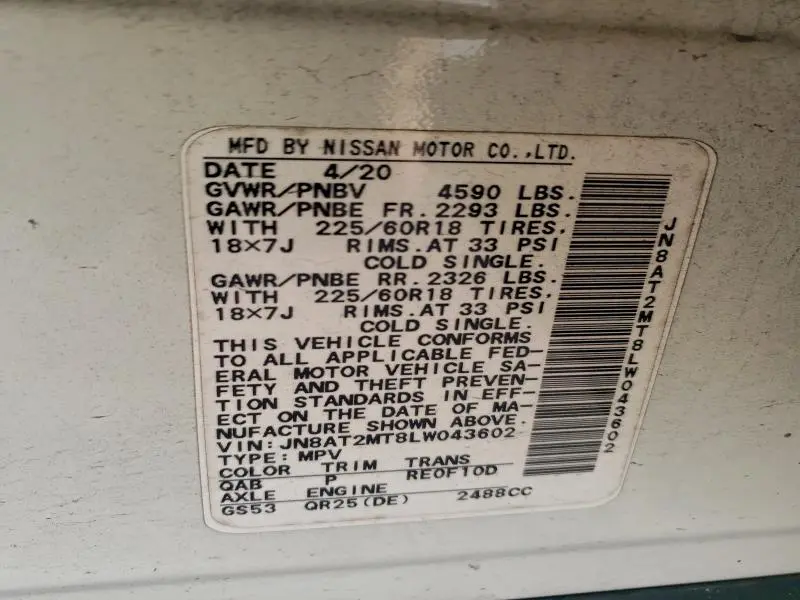 MFD BY NISSAN MOTOR CO.,LTD.
DATE 4/20
GVWR/PNBV 4590 LBS.
GAWR/PNBE FR. 2293 LBS.
WITH 225/60R18 TIRES.
18×7J RIMS.AT 33 PSI
COLD SINGLE.
GAWR/PNBE RR. 2326 LBS.
WITH 225/60R18 TIRES.
18×7J RIMS.AT 33 PSI
COLD SINGLE.
THIS VEHICLE CONFORMS
TO ALL APPLICABLE FED-
ERAL MOTOR VEHICLE SA-
FETY AND THEFT PREVEN-
TION STANDARDS IN EFF-
ECT ON THE DATE OF MA-
NUFACTURE SHOWN ABOVE.
VIN:JN8AT2MT8LW043602
TYPE:MPV
COLOR TRIM TRANS
QAB P RE0F10D
AXLE ENGINE
GS53 QR25(DE) 2488CC
JN8AT2MT8LW043602